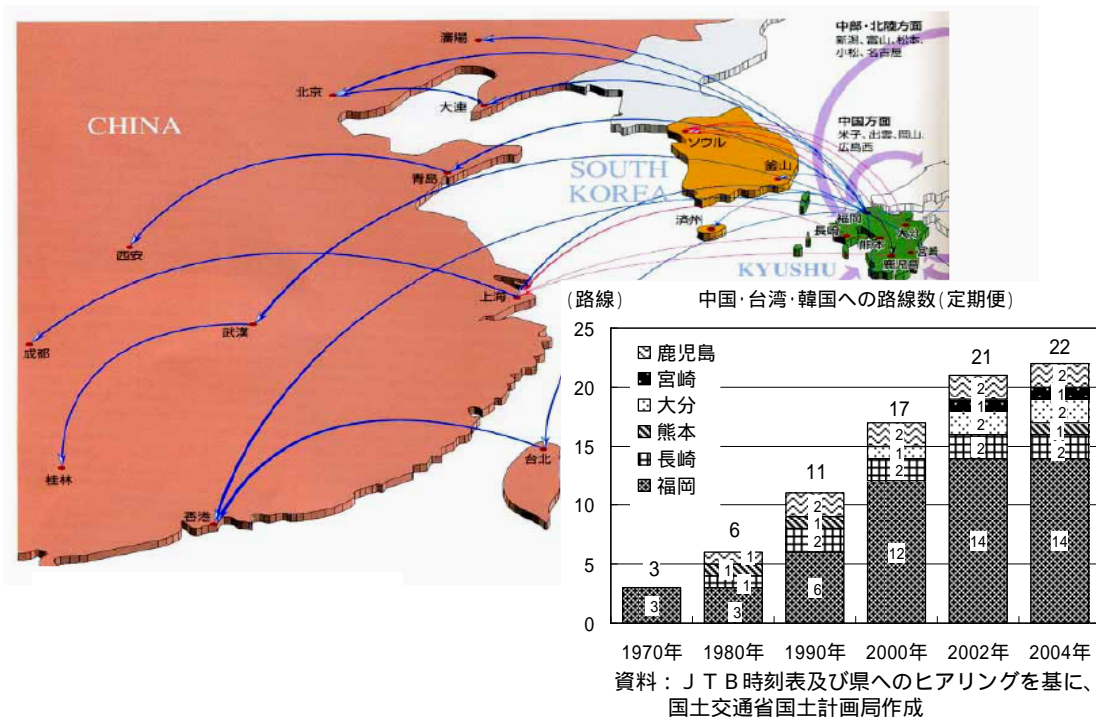 瀋陽
北京
大連
CHINA
青島
西安
上海
武漢
成都
桂林
香港
台北
ソウル
釜山
SOUTH
KOREA
済州
福岡
長崎
熊本
大分
宮崎
鹿児島
KYUSHU
中部・北陸方面
新潟、富山、松本、
小松、名古屋
中国方面
米子、出雲、岡山、
広島西
(路線) 中国・台湾・韓国への路線数(定期便)
25
20
15
10
5
0
鹿児島
宮崎
大分
熊本
長崎
福岡
3
3
6
1
1
1
3
11
2
1
2
6
17
2
1
2
12
21
2
1
2
2
14
22
2
1
2
1
2
14
1970年 1980年 1990年 2000年 2002年 2004年
資料：ＪＴＢ時刻表及び県へのヒアリングを基に、
国土交通省国土計画局作成